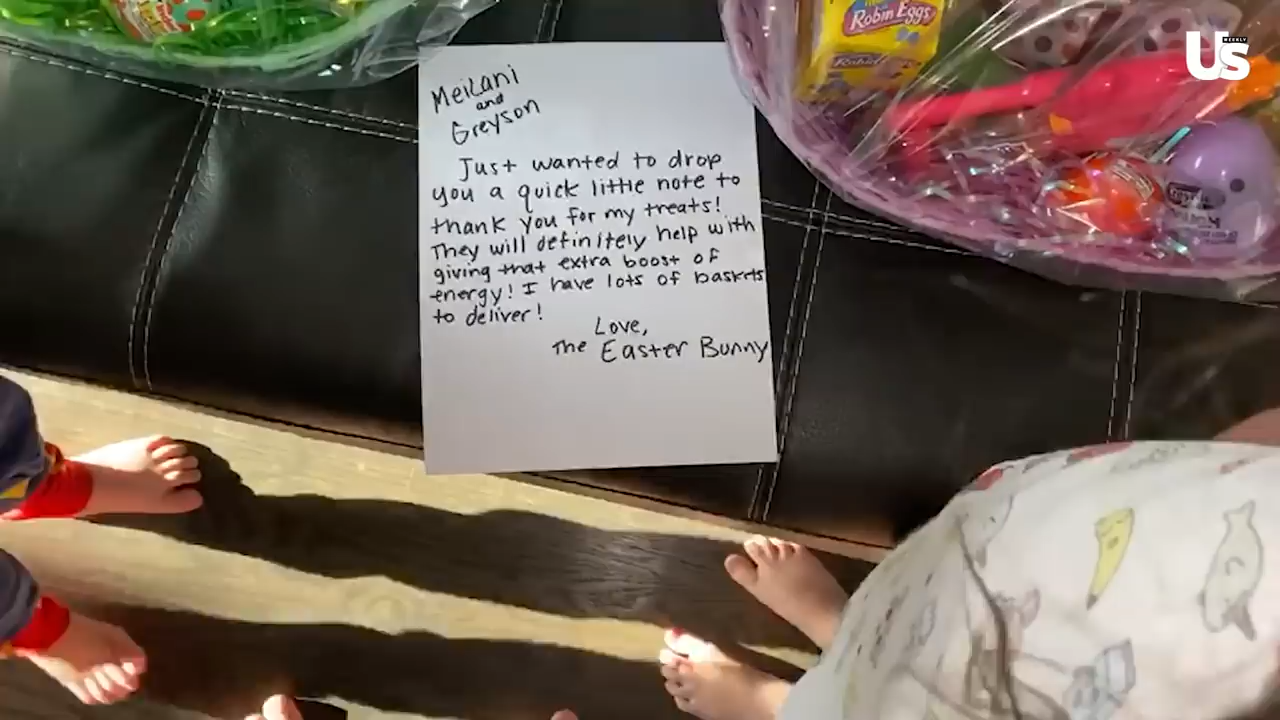 Robin Eggs
Robin
Us
WEEKLY
Meilani
and
Greyson
Just wanted to drop
you a quick little note to
thank you for my treats!
They will definitely help with
giving that extra boost of
energy! I have lots of baskets
to deliver!
Love,
The Easter Bunny